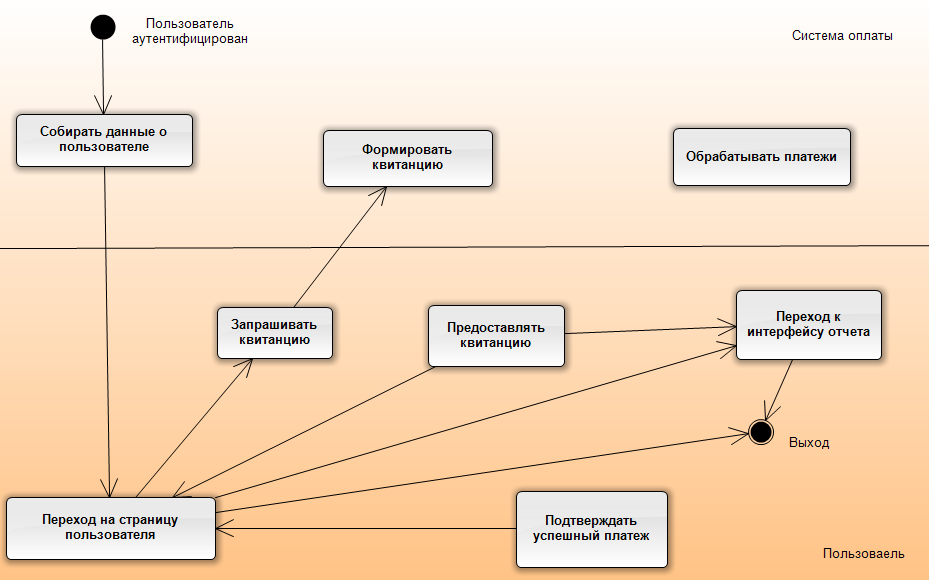 Пользователь
аутентифицирован
Система оплаты
Собирать данные о
пользователе
Формировать
квитанцию
Обрабатывать платежи
Запрашивать
квитанцию
Предоставлять
квитанцию
Переход к
интерфейсу отчета
Выход
Переход на страницу
пользователя
Подтверждать
успешный платеж
Пользоваель